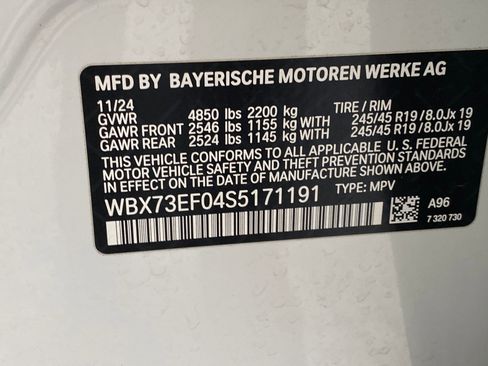 MFD BY BAYERISCHE MOTOREN WERKE AG
11/24
GVWR 4850 lbs 2200 kg TIRE / RIM
GAWR FRONT 2546 lbs 1155 kg 245/45 R19 / 8.0Jx 19
GAWR REAR 2524 lbs 1145 kg 245/45 R19 / 8.0Jx 19
THIS VEHICLE CONFORMS TO ALL APPLICABLE U. S. FEDERAL
MOTOR VEHICLE SAFETY, BUMPER, AND THEFT PREVENTION STANDARDS
IN EFFECT ON THE DATE OF MANUFACTURE SHOWN ABOVE.
WBX73EF04S5171191 TYPE: MPV
A96
7 320 730